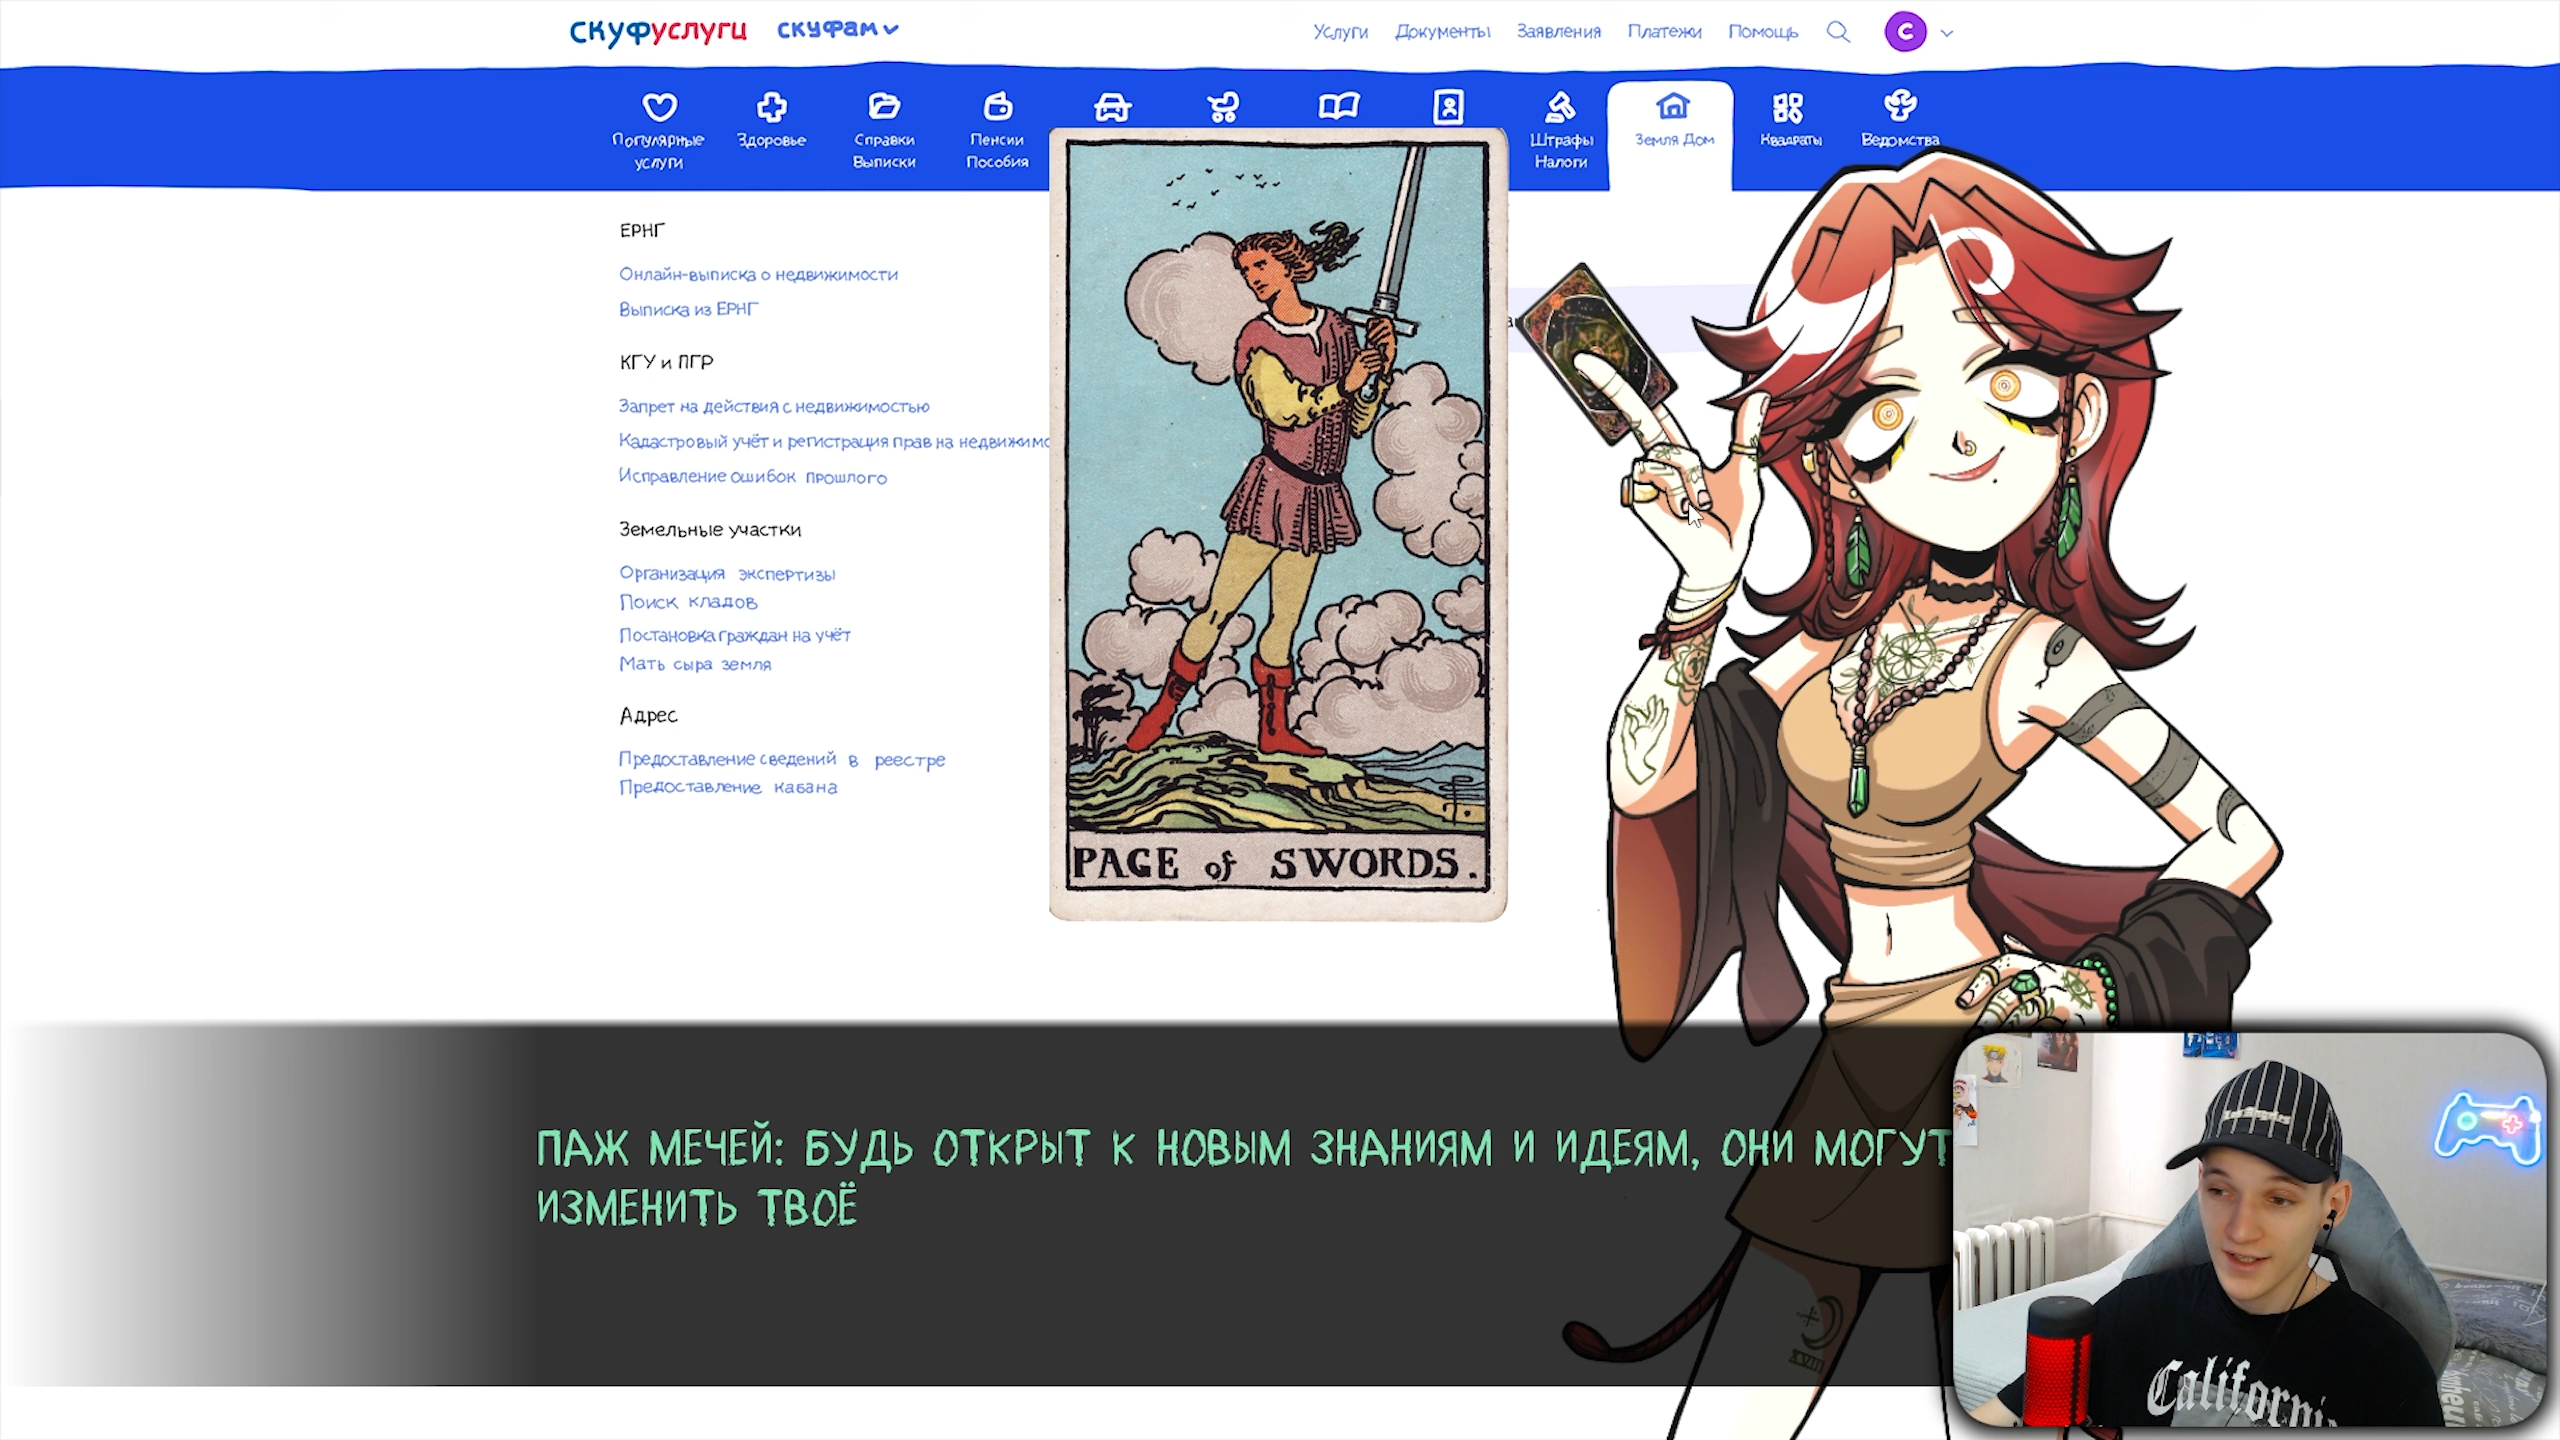 СКУФУСЛУГИ СКУФАМ
Услуги Документы Заявления Платежи Помощь С
Популярные услуги
Здоровье
Справки Выписки
Пенсии Пособия
Штрафы Налоги
Земля Дом
Квадраты
Ведомства
ЕРНГ
Онлайн-выписка о недвижимости
Выписка из ЕРНГ
КГУ и ПГР
Запрет на действия с недвижимостью
Кадастровый учёт и регистрация прав на недвижимо
Исправление ошибок прошлого
Земельные участки
Организация экспертизы
Поиск кладов
Постановка граждан на учёт
Мать сыра земля
Адрес
Предоставление сведений в реестре
Предоставление кабана
PAGE of SWORDS.
XVIII
ПАЖ МЕЧЕЙ: БУДЬ ОТКРЫТ К НОВЫМ ЗНАНИЯМ И ИДЕЯМ, ОНИ МОГУТ
ИЗМЕНИТЬ ТВОЁ
California